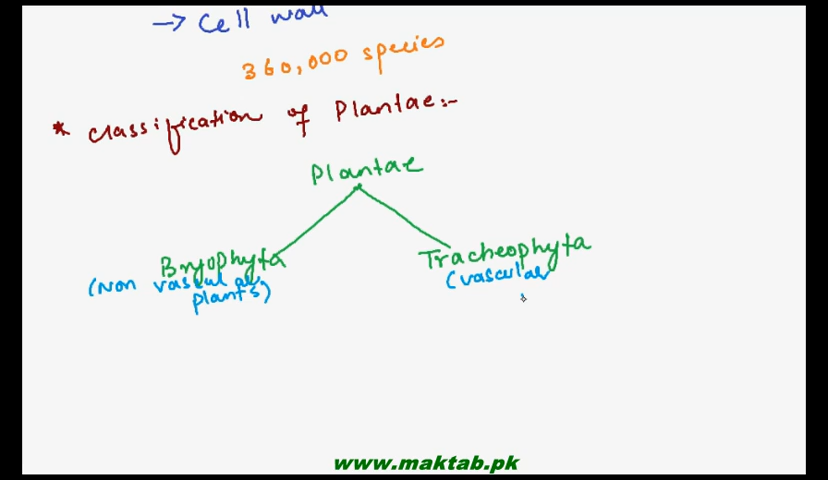 → Cell wall
360,000 species
* Classification of Plantae:-
Plantae
Bryophyta
(Non vascular
plants)
Tracheophyta
(vascular
www.maktab.pk